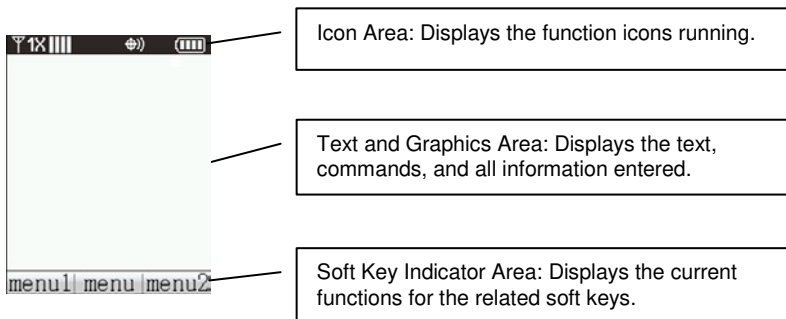 1X
Icon Area: Displays the function icons running.
Text and Graphics Area: Displays the text,
commands, and all information entered.
menu1 menu menu2
Soft Key Indicator Area: Displays the current
functions for the related soft keys.